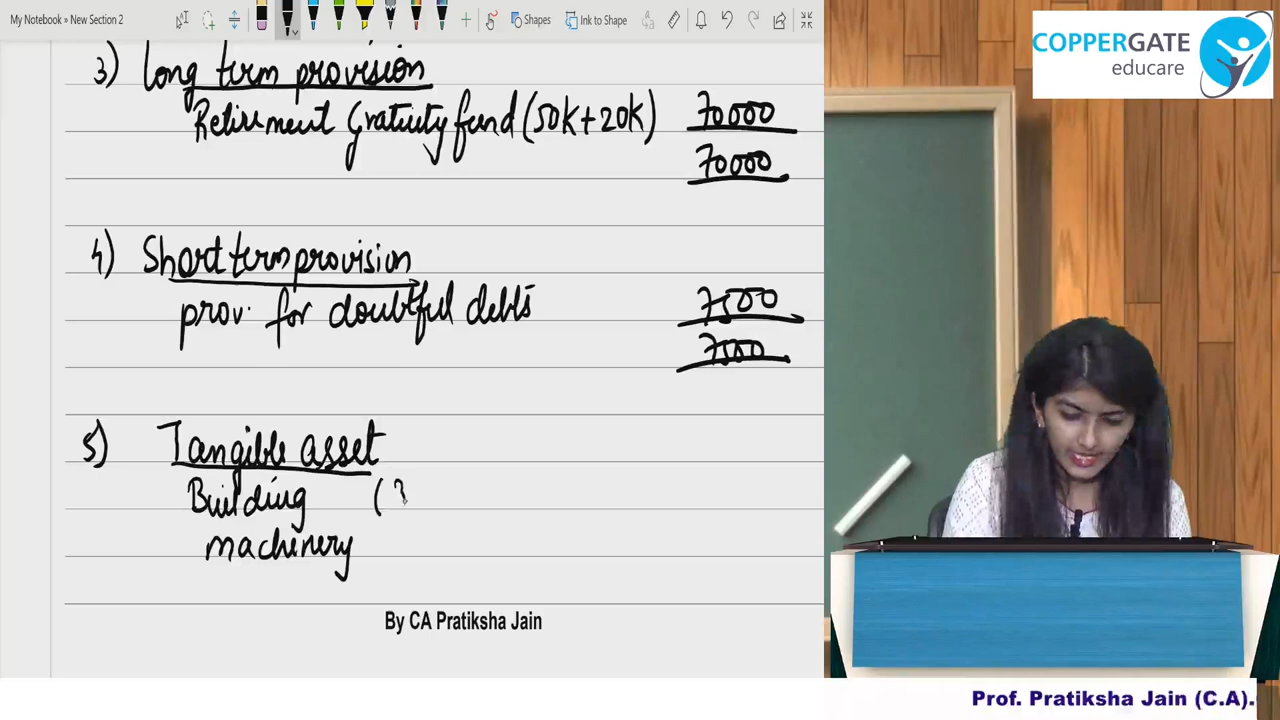 My Notebook » New Section 2
Shapes
Ink to Shape
COPPERGATE
educare
3) Long term provision
Retirement Gratuity fund (50K+20K) 70000
70000
4) Short term provision
prov. for doubtful debts 7500
7500
5) Tangible asset
Building (3
machinery
By CA Pratiksha Jain
Prof. Pratiksha Jain (C.A).